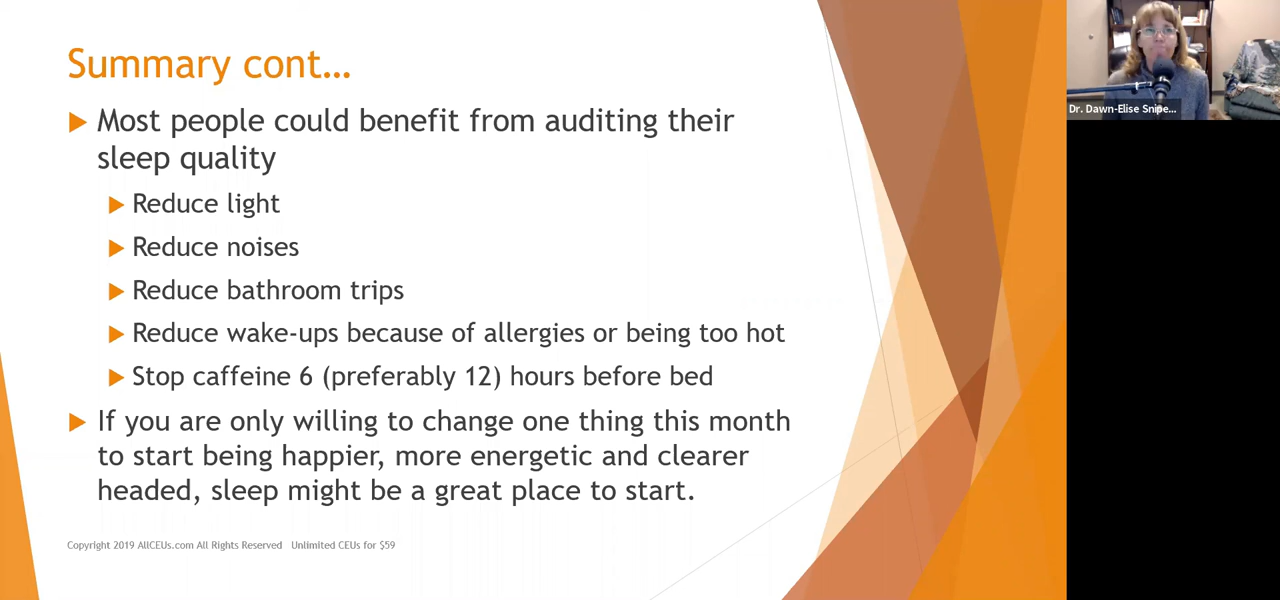 Summary cont…
Most people could benefit from auditing their
sleep quality
Reduce light
Reduce noises
Reduce bathroom trips
Reduce wake-ups because of allergies or being too hot
Stop caffeine 6 (preferably 12) hours before bed
If you are only willing to change one thing this month
to start being happier, more energetic and clearer
headed, sleep might be a great place to start.
Copyright 2019 AllCEUs.com All Rights Reserved Unlimited CEUs for $59
Dr. Dawn-Elise Snipe...